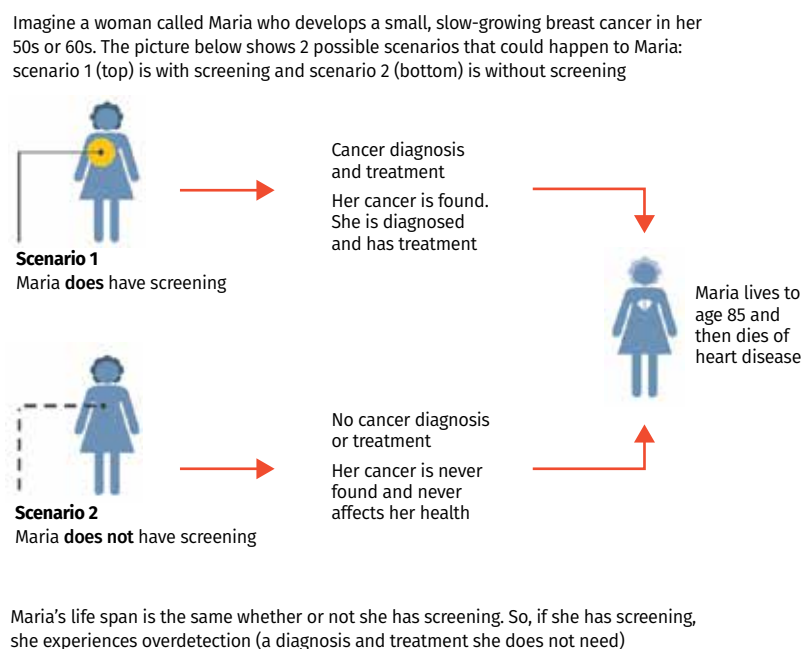 Imagine a woman called Maria who develops a small, slow-growing breast cancer in her
50s or 60s. The picture below shows 2 possible scenarios that could happen to Maria:
scenario 1 (top) is with screening and scenario 2 (bottom) is without screening
Scenario 1
Maria does have screening
Cancer diagnosis
and treatment
Her cancer is found.
She is diagnosed
and has treatment
Scenario 2
Maria does not have screening
No cancer diagnosis
or treatment
Her cancer is never
found and never
affects her health
Maria lives to
age 85 and
then dies of
heart disease
Maria’s life span is the same whether or not she has screening. So, if she has screening,
she experiences overdetection (a diagnosis and treatment she does not need)